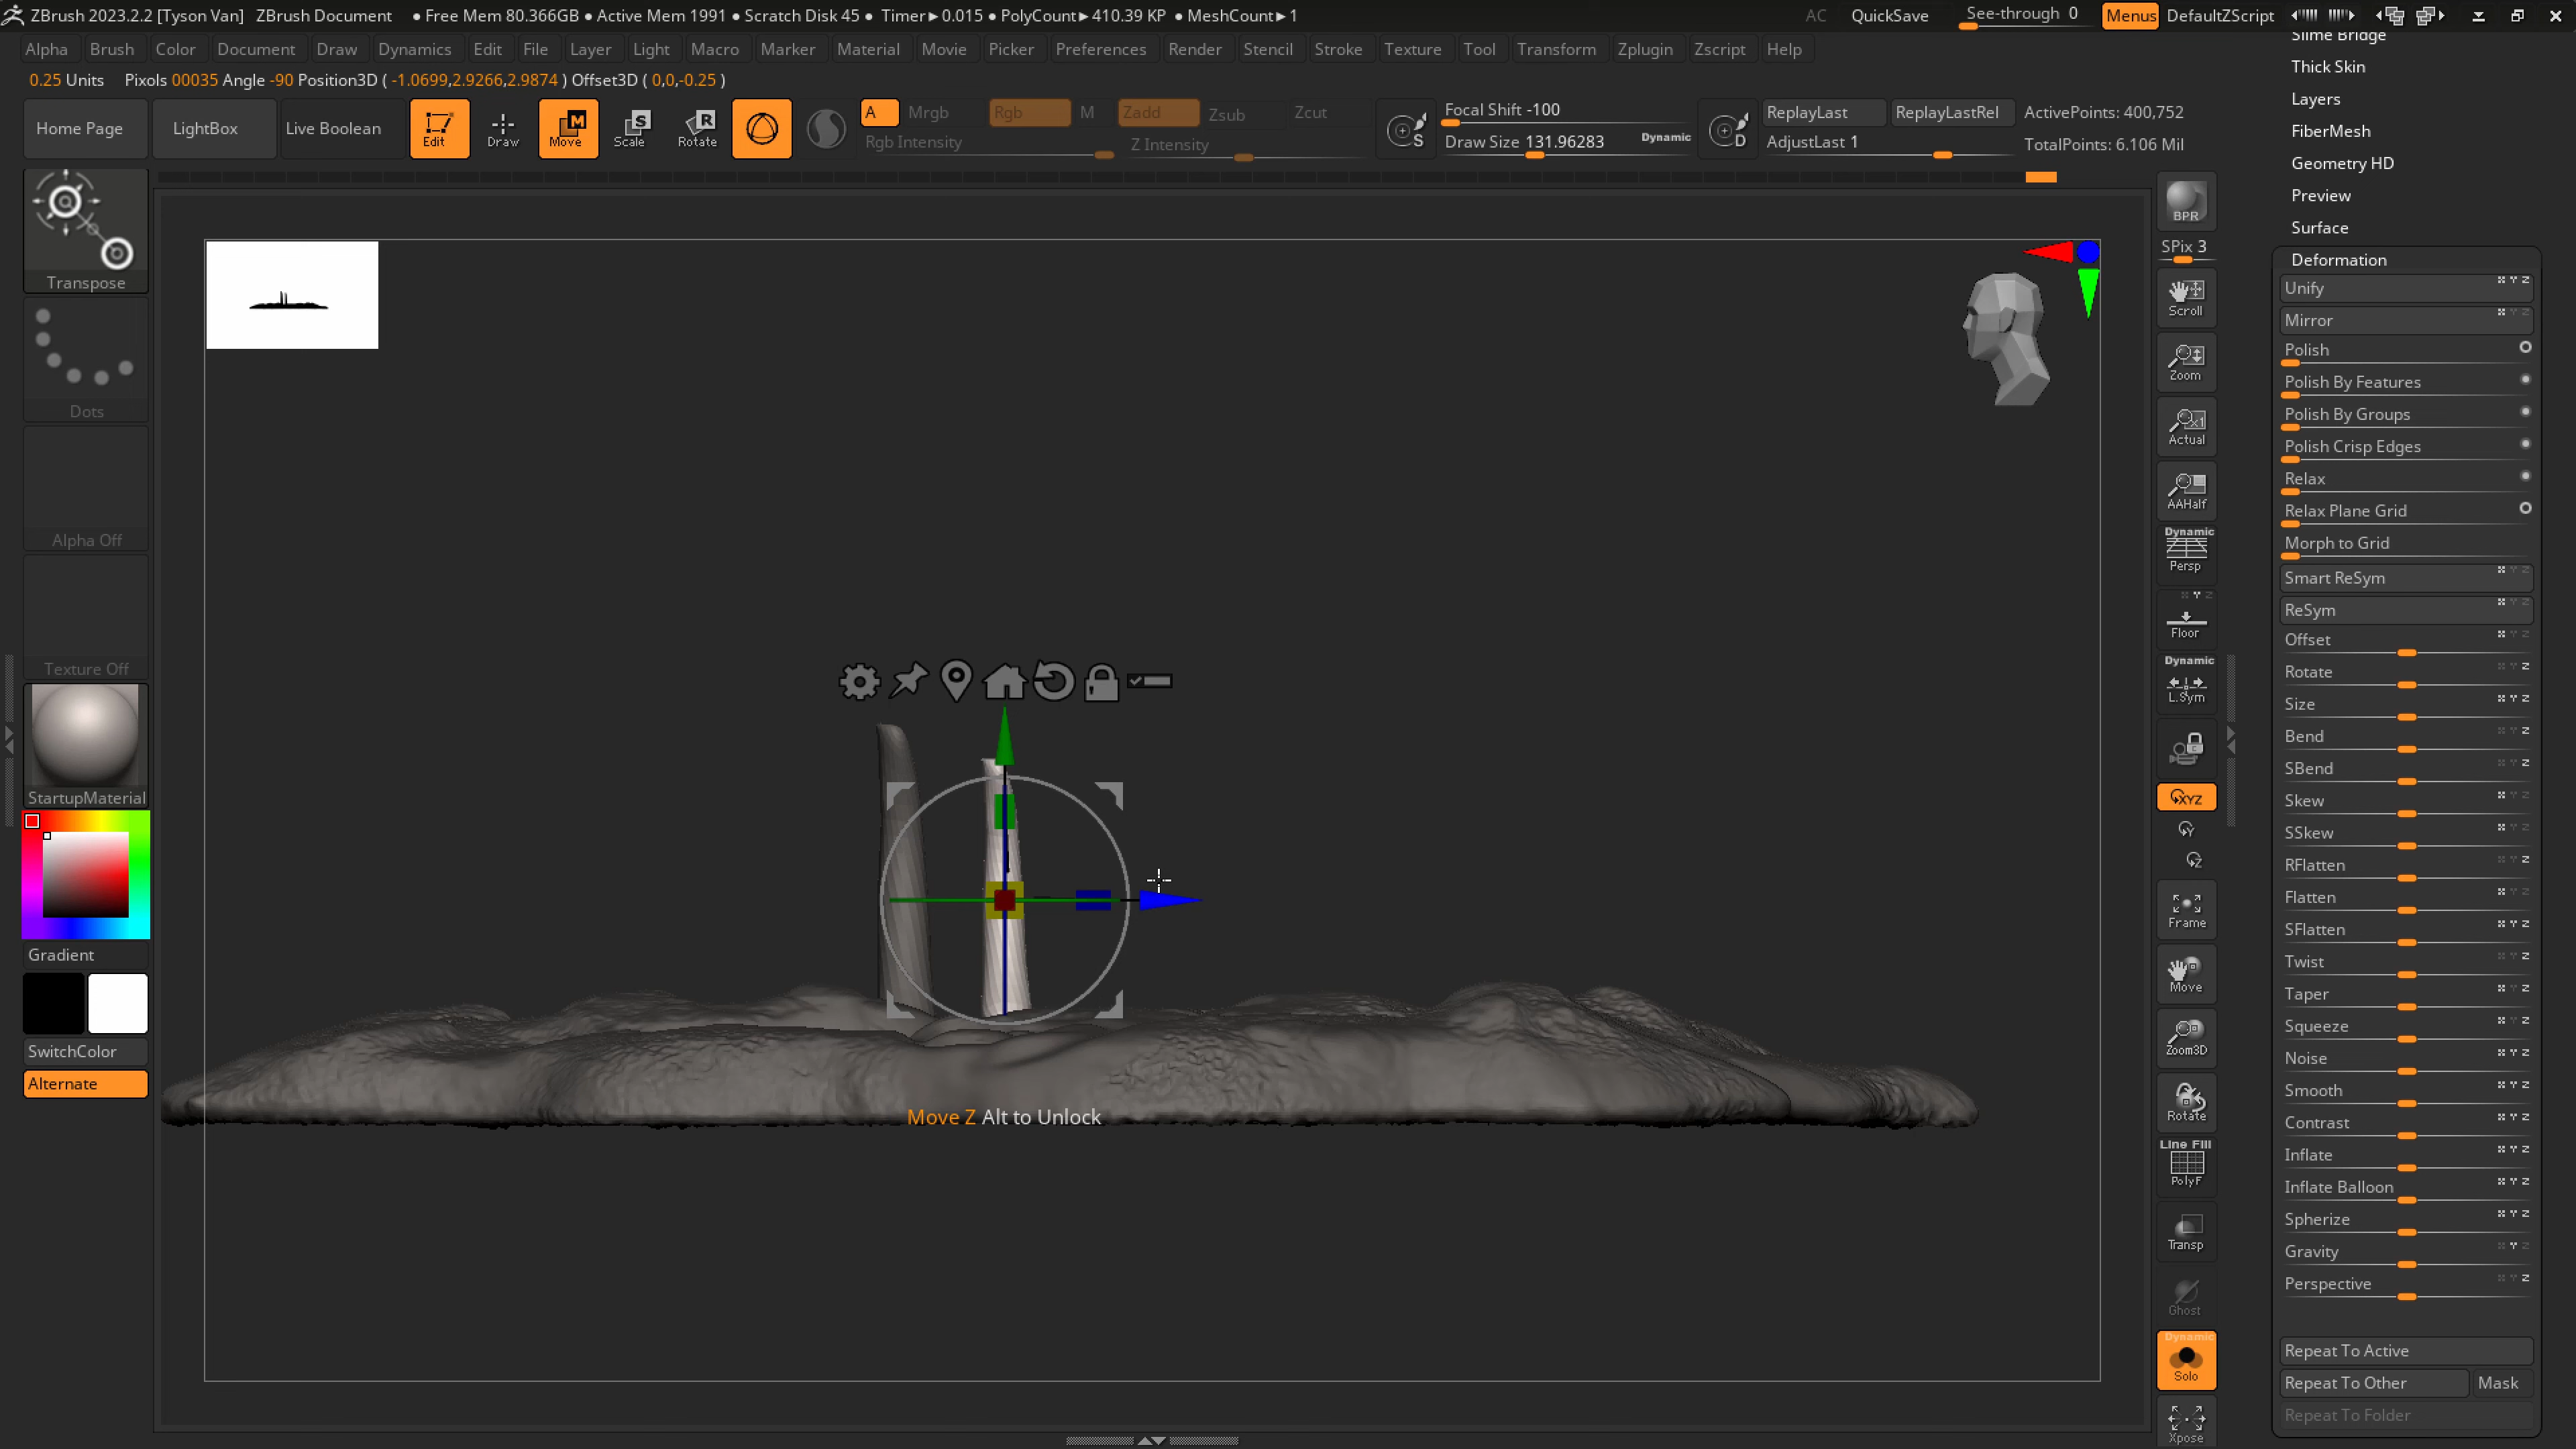 ZBrush 2023.2.2 [Tyson Van] ZBrush Document • Free Mem 80.366GB • Active Mem 1991 • Scratch Disk 45 • Timer►0.015 • PolyCount►410.39 KP • MeshCount►1 AC QuickSave See-through 0 Menus DefaultZScript
Alpha Brush Color Document Draw Dynamics Edit File Layer Light Macro Marker Material Movie Picker Preferences Render Stencil Stroke Texture Tool Transform Zplugin Zscript Help
0.25 Units Pixols 00035 Angle -90 Position3D ( -1.0699,2.9266,2.9874 ) Offset3D ( 0,0,-0.25 )
Home Page LightBox Live Boolean Edit Draw Move Scale Rotate
A Mrgb Rgb M Zadd Zsub Zcut
Rgb Intensity Z Intensity
S Focal Shift -100
Draw Size 131.96283 Dynamic
D ReplayLast ReplayLastRel ActivePoints: 400,752
AdjustLast 1 TotalPoints: 6.106 Mil
Transpose
Dots
Alpha Off
Texture Off
StartupMaterial
Gradient
SwitchColor
Alternate
Move Z Alt to Unlock
BPR
SPix 3
Scroll
Zoom
Actual
AAHalf
Dynamic
Persp
Floor
Dynamic
L.Sym
XYZ
Y
Z
Frame
Move
Zoom3D
Rotate
Line Fill
PolyF
Transp
Ghost
Dynamic
Solo
Xpose
Slime Bridge
Thick Skin
Layers
FiberMesh
Geometry HD
Preview
Surface
Deformation
Unify
Mirror
Polish
Polish By Features
Polish By Groups
Polish Crisp Edges
Relax
Relax Plane Grid
Morph to Grid
Smart ReSym
ReSym
Offset
Rotate
Size
Bend
SBend
Skew
SSkew
RFlatten
Flatten
SFlatten
Twist
Taper
Squeeze
Noise
Smooth
Contrast
Inflate
Inflate Balloon
Spherize
Gravity
Perspective
Repeat To Active
Repeat To Other Mask
Repeat To Folder